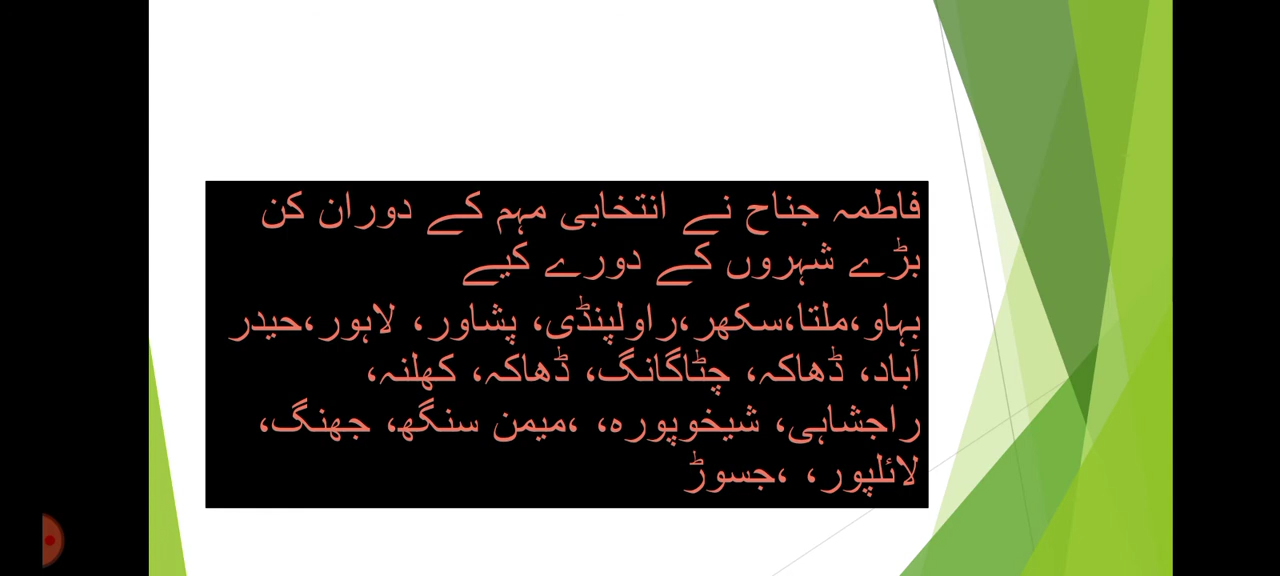 فاطمہ جناح نے انتخابی مہم کے دوران کن
بڑے شہروں کے دورے کیے
بہاو،ملتا،سکھر،راولپنڈی، پشاور، لاہور،حیدر
آباد، ڈھاکہ، چٹاگانگ، ڈھاکہ، کھلنہ،
راجشاہی، شیخوپورہ، ،میمن سنگھ، جھنگ،
لائلپور، ،جسوڑ